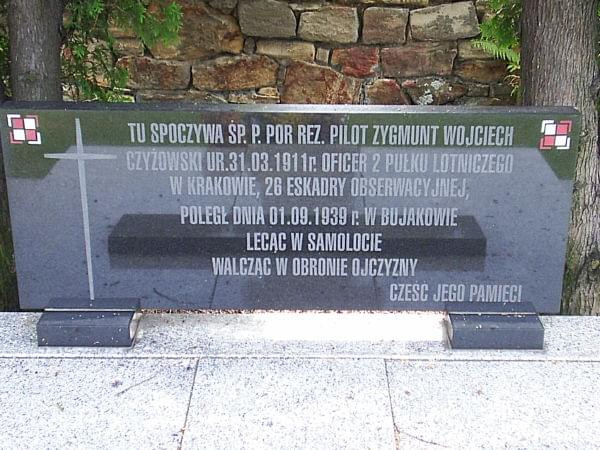 TU SPOCZYWA ŚP. P. POR REZ. PILOT ZYGMUNT WOJCIECH
CZYŻOWSKI UR.31.03.1911r. OFICER 2 PUŁKU LOTNICZEGO
W KRAKOWIE, 26 ESKADRY OBSERWACYJNEJ,
POLEGŁ DNIA 01.09.1939 r. W BUJAKOWIE
LECĄC W SAMOLOCIE
WALCZĄC W OBRONIE OJCZYZNY
CZEŚĆ JEGO PAMIĘCI